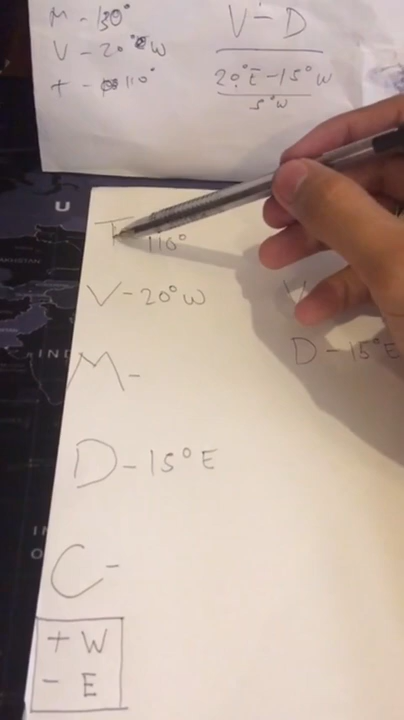 M - 130°
V - 20° W
T - 110°
V - D
20°E - 15°W
5°W
U
T 110°
V - 20° W
V
M -
D - 15° E
D - 15° E
C -
+ W
- E